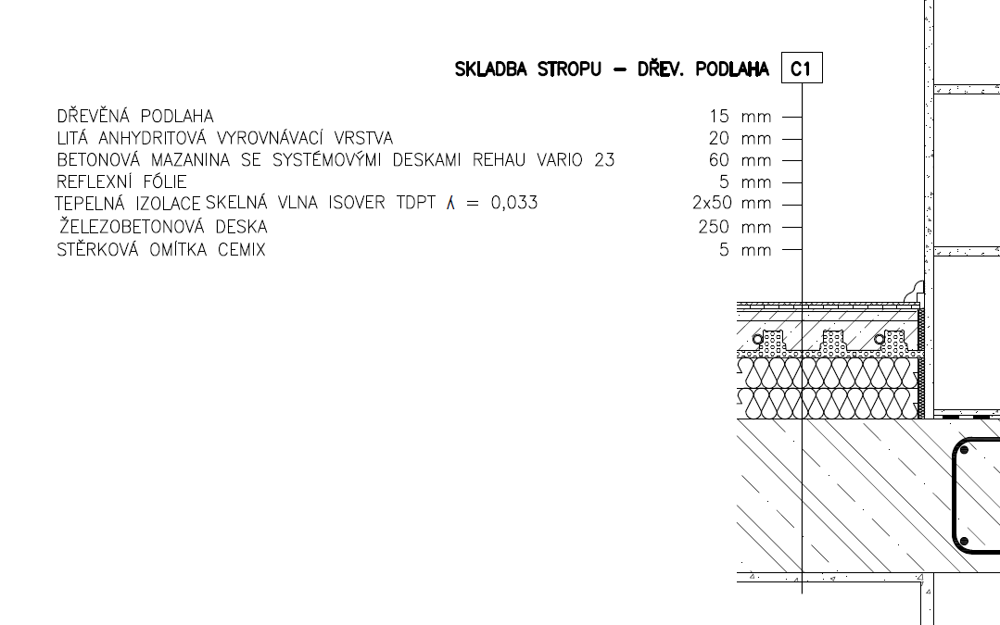 SKLADBA STROPU – DŘEV. PODLAHA C1
DŘEVĚNÁ PODLAHA 15 mm
LITÁ ANHYDRITOVÁ VYROVNÁVACÍ VRSTVA 20 mm
BETONOVÁ MAZANINA SE SYSTÉMOVÝMI DESKAMI REHAU VARIO 23 60 mm
REFLEXNÍ FÓLIE 5 mm
TEPELNÁ IZOLACE SKELNÁ VLNA ISOVER TDPT λ = 0,033 2x50 mm
ŽELEZOBETONOVÁ DESKA 250 mm
STĚRKOVÁ OMÍTKA CEMIX 5 mm